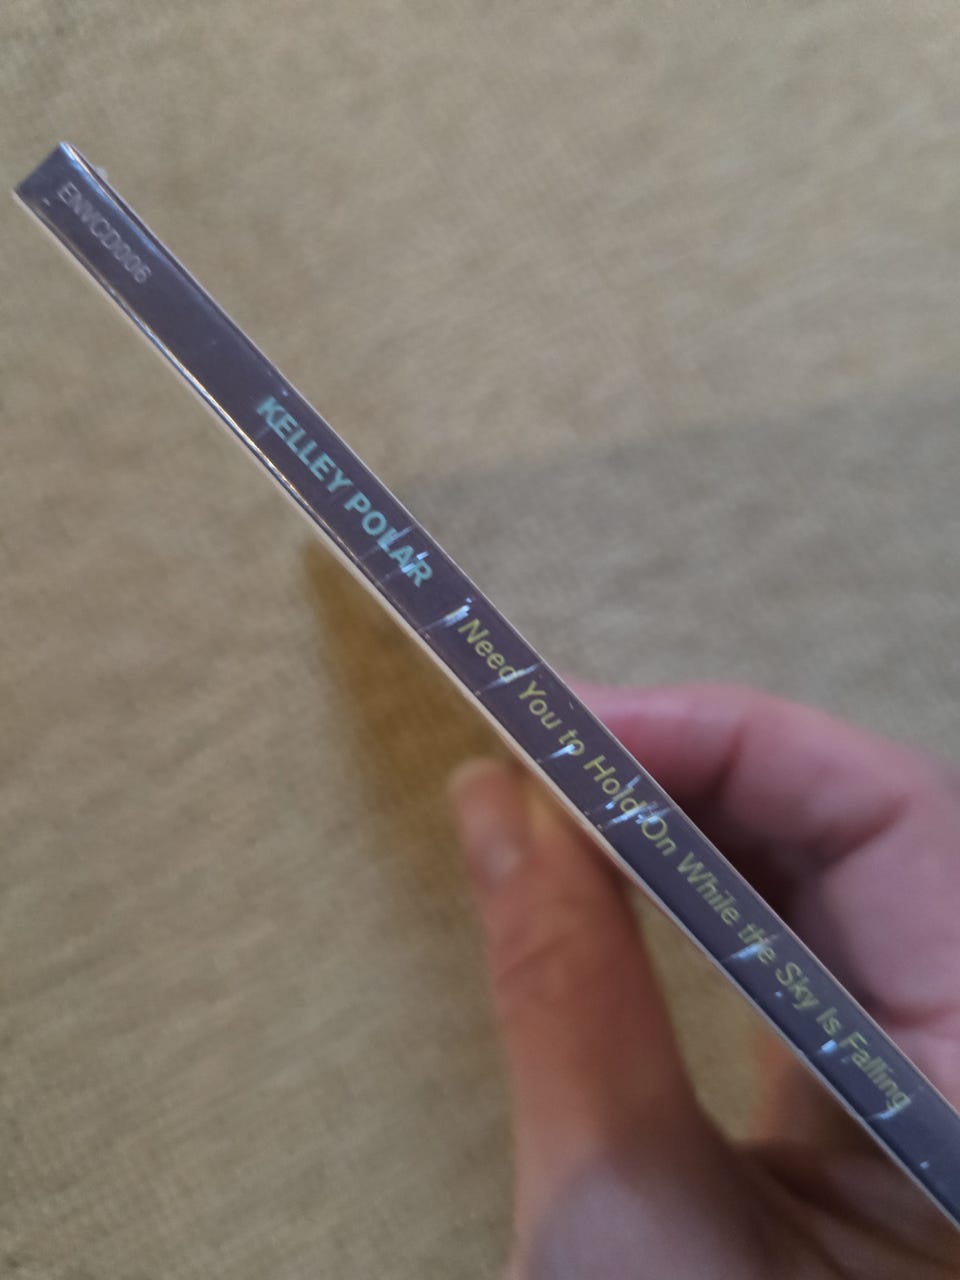 ENVCD006 KELLEY POLAR I Need You to Hold On While the Sky Is Falling